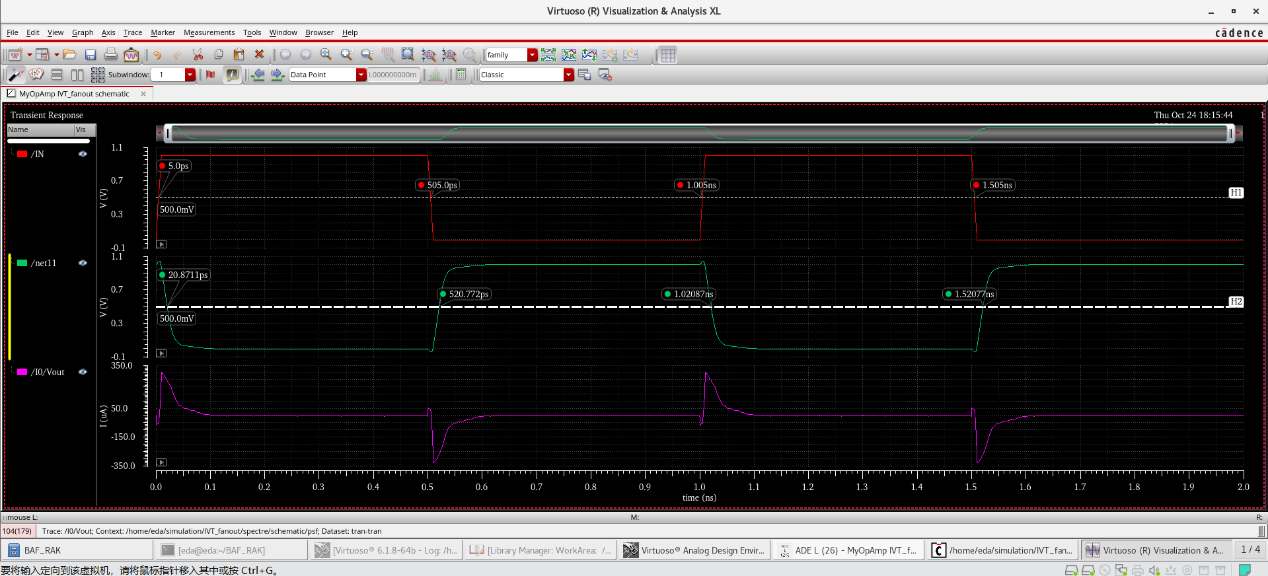 Virtuoso (R) Visualization & Analysis XL
File Edit View Graph Axis Trace Marker Measurements Tools Window Browser Help
cādence
family
Subwindow: 1
Data Point
Classic
MyOpAmp IVT_fanout schematic
Transient Response
Thu Oct 24 18:15:44 1
Name Vis
/IN
1.1
0.7
0.3
-0.1
V (V)
5.0ps
500.0mV
505.0ps
1.005ns
1.505ns
H1
/net11
1.1
0.7
0.3
-0.1
V (V)
20.8711ps
500.0mV
520.772ps
1.02087ns
1.52077ns
H2
/I0/Vout
350.0
50.0
-150.0
-350.0
I (uA)
0.0 0.1 0.2 0.3 0.4 0.5 0.6 0.7 0.8 0.9 1.0 1.1 1.2 1.3 1.4 1.5 1.6 1.7 1.8 1.9 2.0
time (ns)
mouse L: M: R:
104(179) Trace: /I0/Vout; Context: /home/eda/simulation/IVT_fanout/spectre/schematic/psf; Dataset: tran-tran
BAF_RAK [eda@eda:~/BAF_RAK] [Virtuoso® 6.1.8-64b - Log: /h... [Library Manager: WorkArea: /... Virtuoso® Analog Design Envir... ADE L (26) - MyOpAmp IVT_f... /home/eda/simulation/IVT_fan... Virtuoso (R) Visualization & A... 1 / 4
要将输入定向到该虚拟机，请将鼠标指针移入其中或按 Ctrl+G。